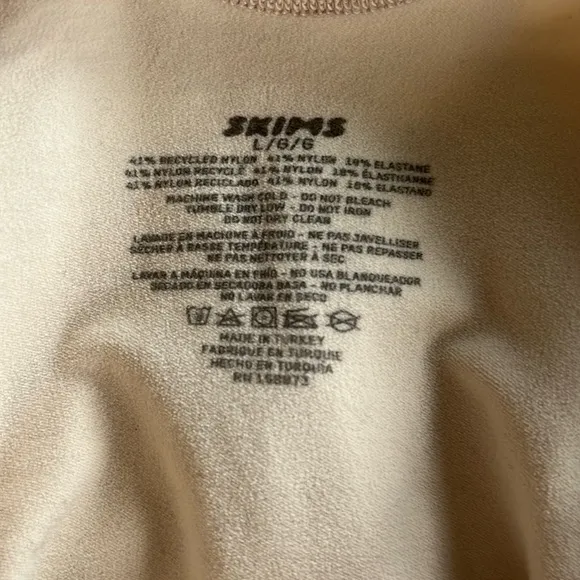 SKIMS
L/G/G
41% RECYCLED NYLON 41% NYLON 18% ELASTANE
41% NYLON RECYCLÉ 41% NYLON 18% ÉLASTHANNE
41% NYLON RECICLADO 41% NYLON 18% ELASTANO
MACHINE WASH COLD - DO NOT BLEACH
TUMBLE DRY LOW - DO NOT IRON
DO NOT DRY CLEAN
LAVAGE EN MACHINE À FROID - NE PAS JAVELLISER
SÉCHER À BASSE TEMPÉRATURE - NE PAS REPASSER
NE PAS NETTOYER À SEC
LAVAR A MÁQUINA EN FRÍO - NO USA BLANQUEADOR
SECADO EN SECADORA BAJA - NO PLANCHAR
NO LAVAR EN SECO
MADE IN TURKEY
FABRIQUÉ EN TURQUIE
HECHO EN TURQUÍA
RN